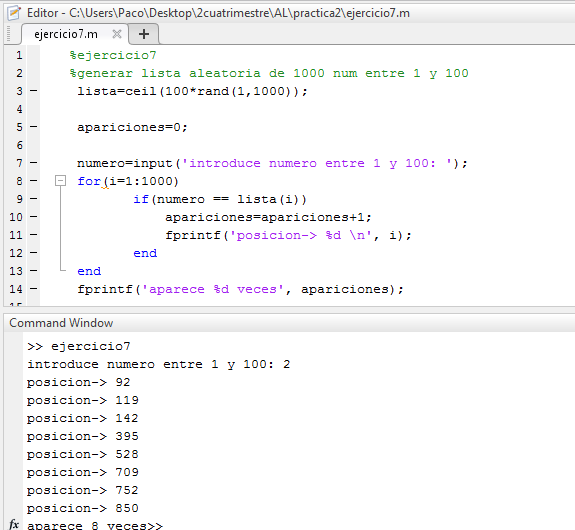 Editor - C:\Users\Paco\Desktop\2cuatrimestre\AL\practica2\ejercicio7.m
ejercicio7.m × +
1 %ejercicio7
2 %generar lista aleatoria de 1000 num entre 1 y 100
3 – lista=ceil(100*rand(1,1000));
4
5 – apariciones=0;
6
7 – numero=input('introduce numero entre 1 y 100: ');
8 – for(i=1:1000)
9 – if(numero == lista(i))
10 – apariciones=apariciones+1;
11 – fprintf('posicion-> %d \n', i);
12 – end
13 – end
14 – fprintf('aparece %d veces', apariciones);
15
Command Window
>> ejercicio7
introduce numero entre 1 y 100: 2
posicion-> 92
posicion-> 119
posicion-> 142
posicion-> 395
posicion-> 528
posicion-> 709
posicion-> 752
posicion-> 850
fx aparece 8 veces>>